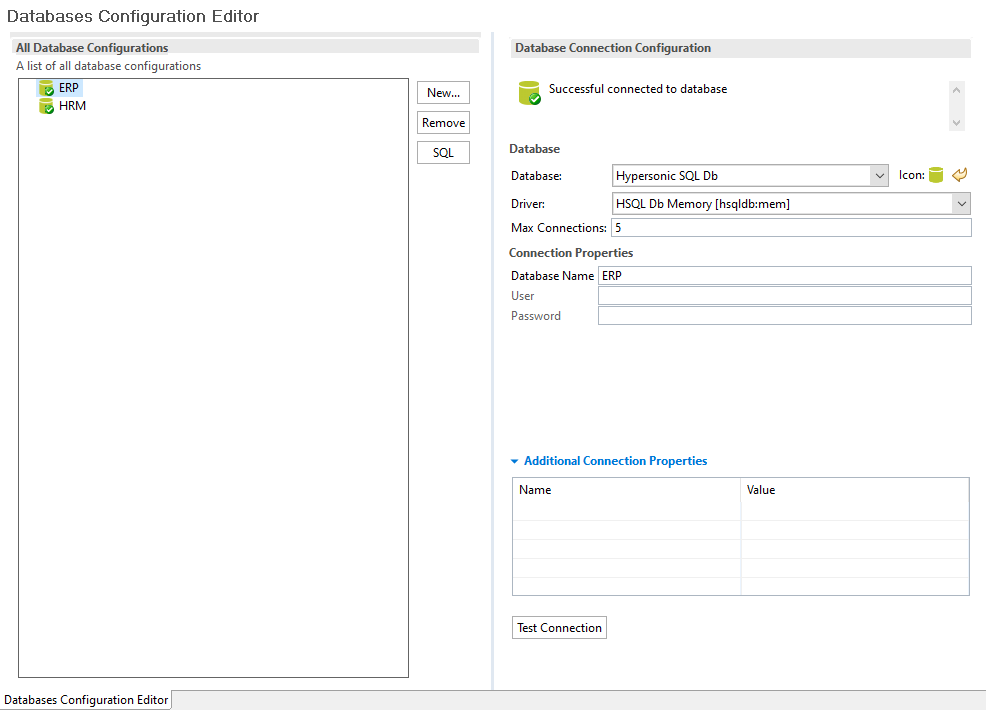 Databases Configuration Editor
All Database Configurations
A list of all database configurations
ERP
HRM
New...
Remove
SQL
Database Connection Configuration
Successful connected to database
Database
Database: Hypersonic SQL Db Icon:
Driver: HSQL Db Memory [hsqldb:mem]
Max Connections: 5
Connection Properties
Database Name ERP
User
Password
Additional Connection Properties
Name Value
Test Connection
Databases Configuration Editor